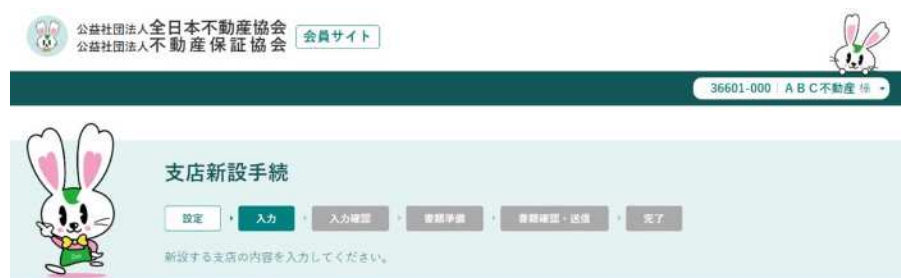 公益社団法人全日本不動産協会
公益社団法人不動産保証協会
会員サイト
36601-000 ABC不動産 様
支店新設手続
設定
入力
入力確認
書類準備
書類確認・送信
完了
新設する支店の内容を入力してください。